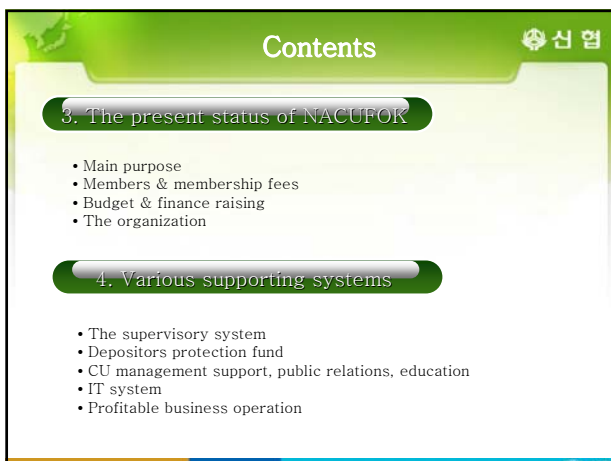 Contents
신협
3. The present status of NACUFOK
• Main purpose
• Members & membership fees
• Budget & finance raising
• The organization
4. Various supporting systems
• The supervisory system
• Depositors protection fund
• CU management support, public relations, education
• IT system
• Profitable business operation